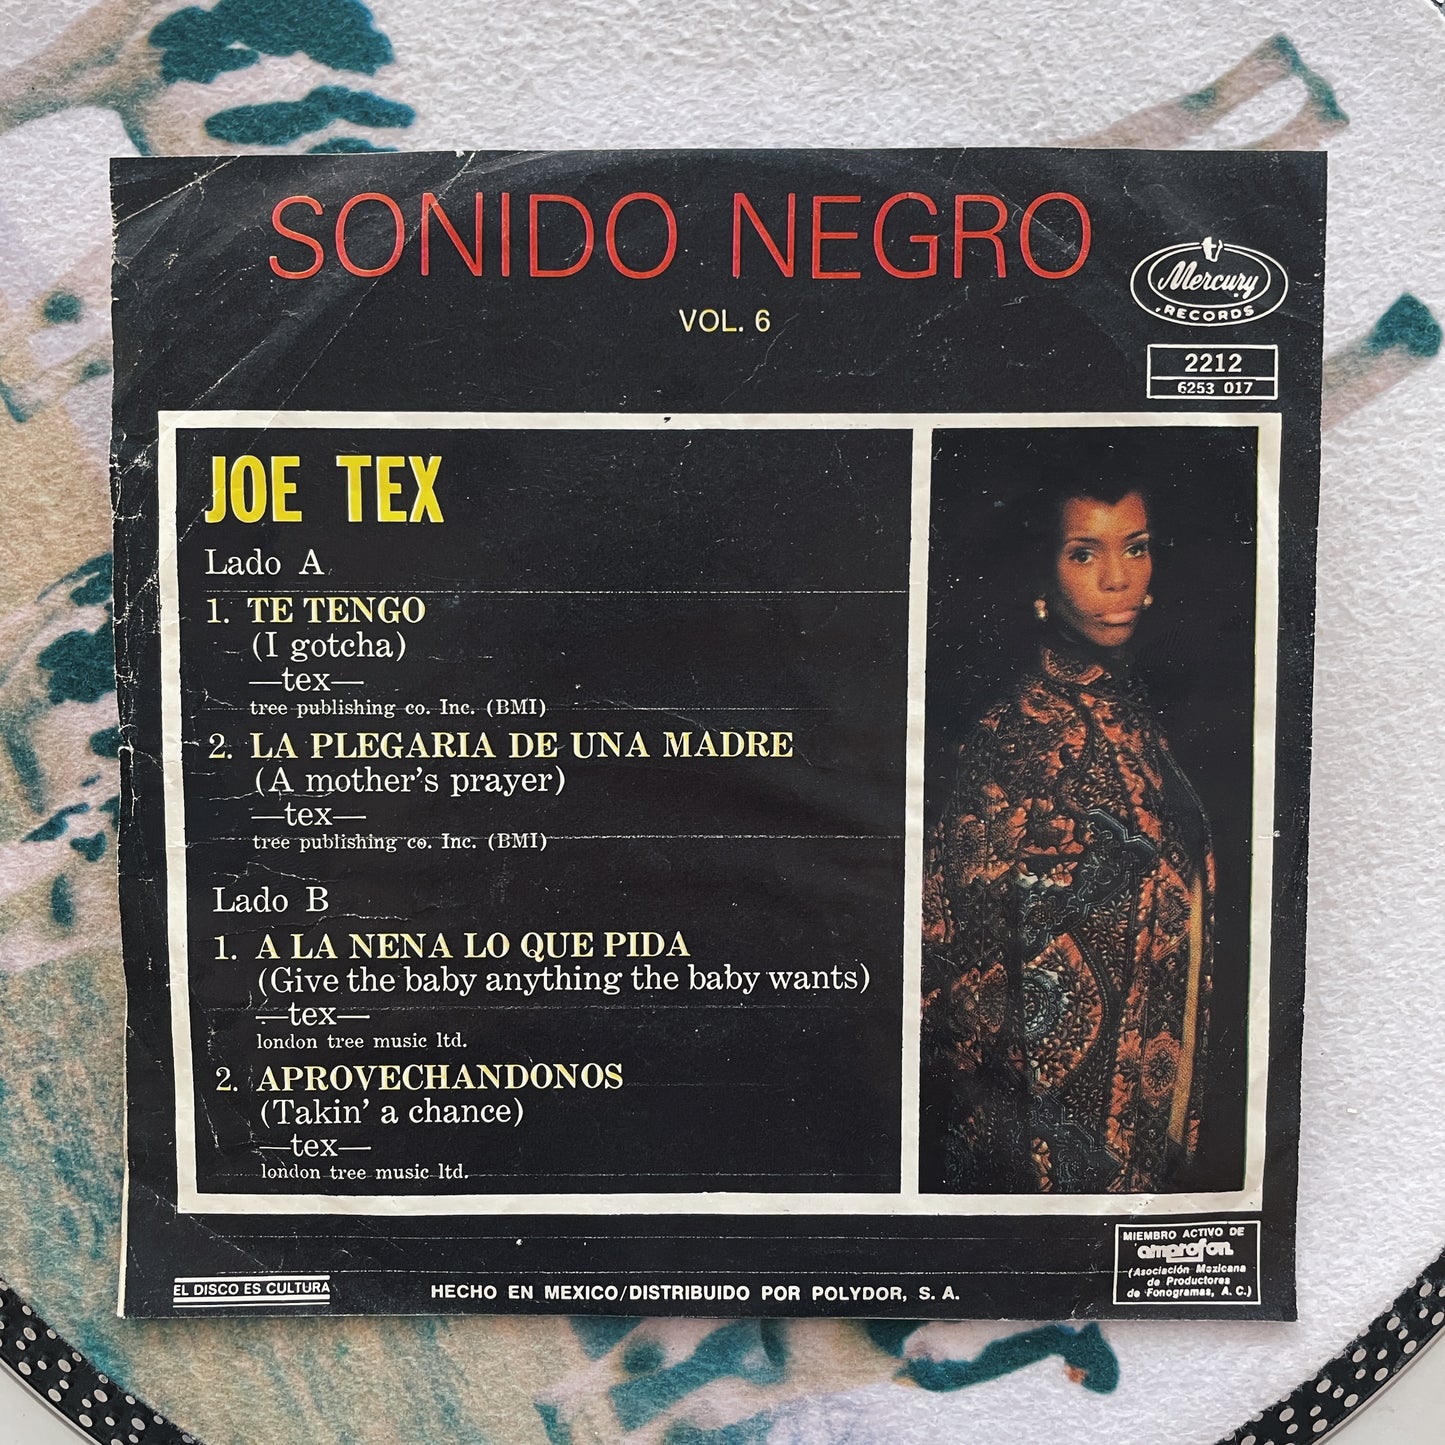 SONIDO NEGRO
VOL. 6
Mercury
RECORDS
2212
6253 017
JOE TEX
Lado A
1. TE TENGO
(I gotcha)
—tex—
tree publishing co. Inc. (BMI)
2. LA PLEGARIA DE UNA MADRE
(A mother's prayer)
—tex—
tree publishing co. Inc. (BMI)
Lado B
1. A LA NENA LO QUE PIDA
(Give the baby anything the baby wants)
—tex—
london tree music ltd.
2. APROVECHANDONOS
(Takin' a chance)
—tex—
london tree music ltd.
EL DISCO ES CULTURA
HECHO EN MEXICO/DISTRIBUIDO POR POLYDOR, S. A.
MIEMBRO ACTIVO DE
amprofon
(Asociación Mexicana
de Productores
de Fonogramas, A. C.)